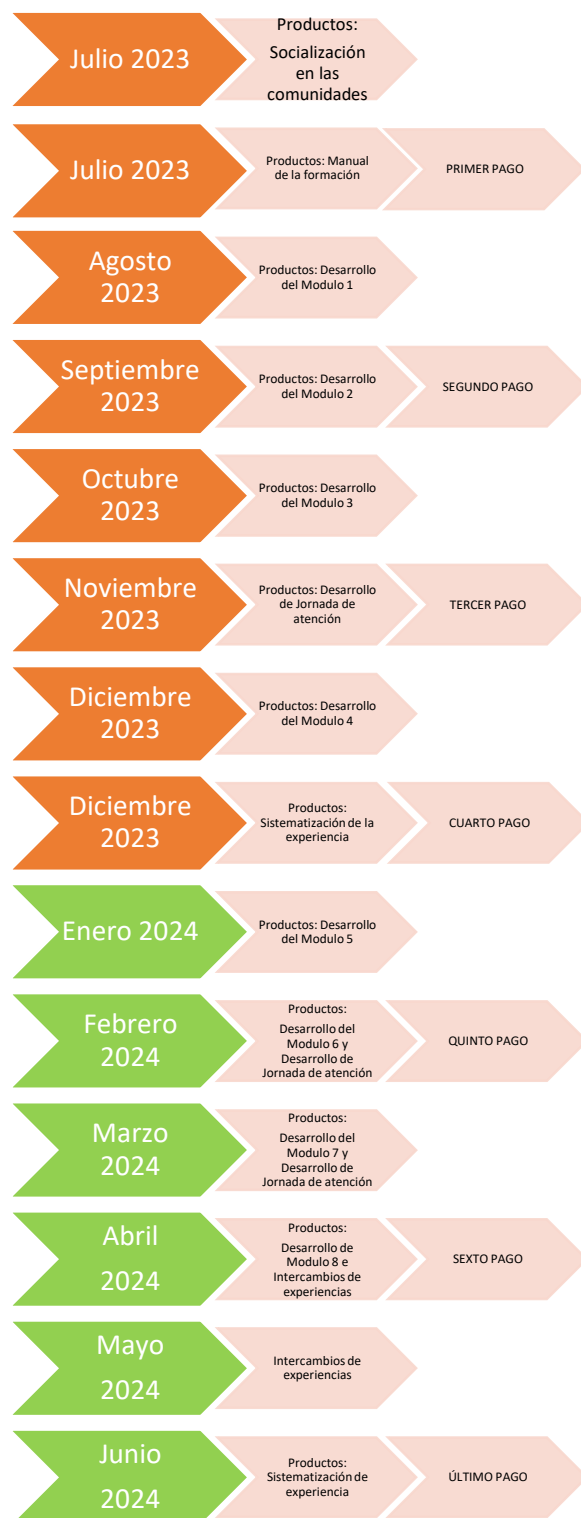 Julio 2023
Productos:
Socialización
en las
comunidades
Julio 2023
Productos: Manual
de la formación
PRIMER PAGO
Agosto
2023
Productos: Desarrollo
del Modulo 1
Septiembre
2023
Productos: Desarrollo
del Modulo 2
SEGUNDO PAGO
Octubre
2023
Productos: Desarrollo
del Modulo 3
Noviembre
2023
Productos: Desarrollo
de Jornada de
atención
TERCER PAGO
Diciembre
2023
Productos: Desarrollo
del Modulo 4
Diciembre
2023
Productos:
Sistematización de la
experiencia
CUARTO PAGO
Enero 2024
Productos: Desarrollo
del Modulo 5
Febrero
2024
Productos:
Desarrollo del
Modulo 6 y
Desarrollo de
Jornada de atención
QUINTO PAGO
Marzo
2024
Productos:
Desarrollo del
Modulo 7 y
Desarrollo de
Jornada de atención
Abril
2024
Productos:
Desarrollo de
Modulo 8 e
Intercambios de
experiencias
SEXTO PAGO
Mayo
2024
Intercambios de
experiencias
Junio
2024
Productos:
Sistematización de
experiencia
ÚLTIMO PAGO